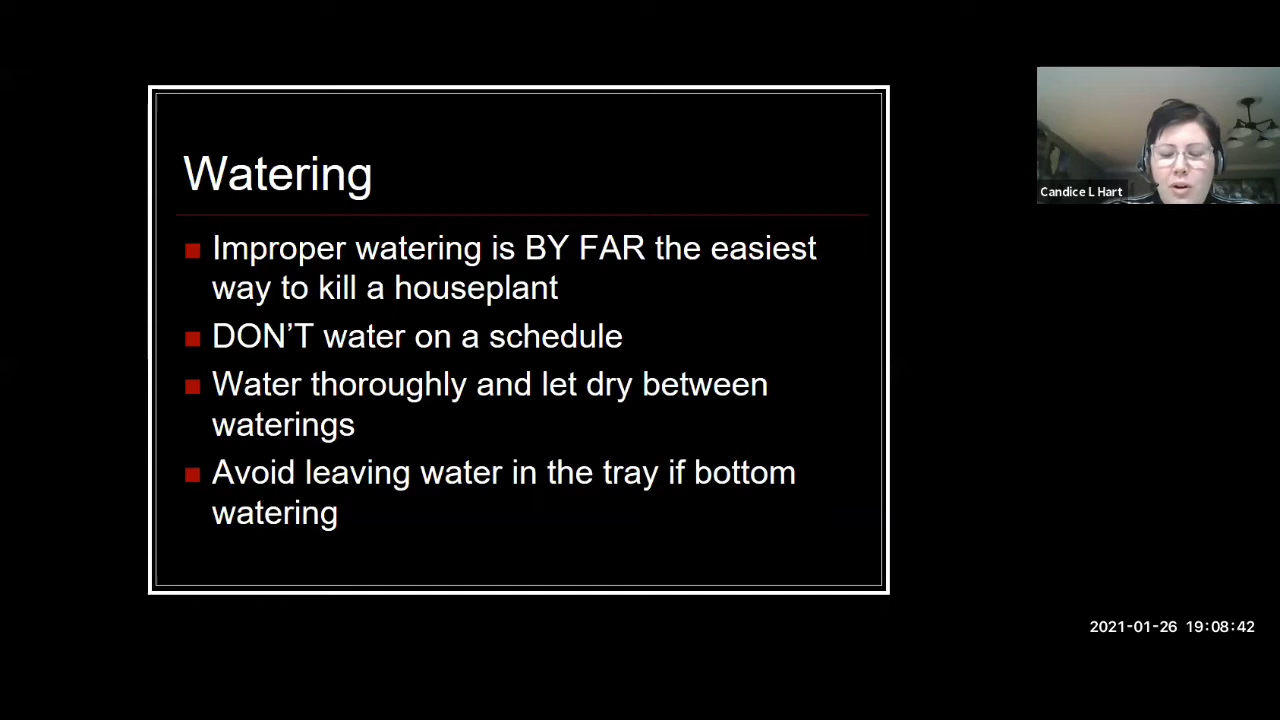 Watering
Improper watering is BY FAR the easiest
way to kill a houseplant
DON'T water on a schedule
Water thoroughly and let dry between
waterings
Avoid leaving water in the tray if bottom
watering
Candice L Hart
2021-01-26 19:08:42